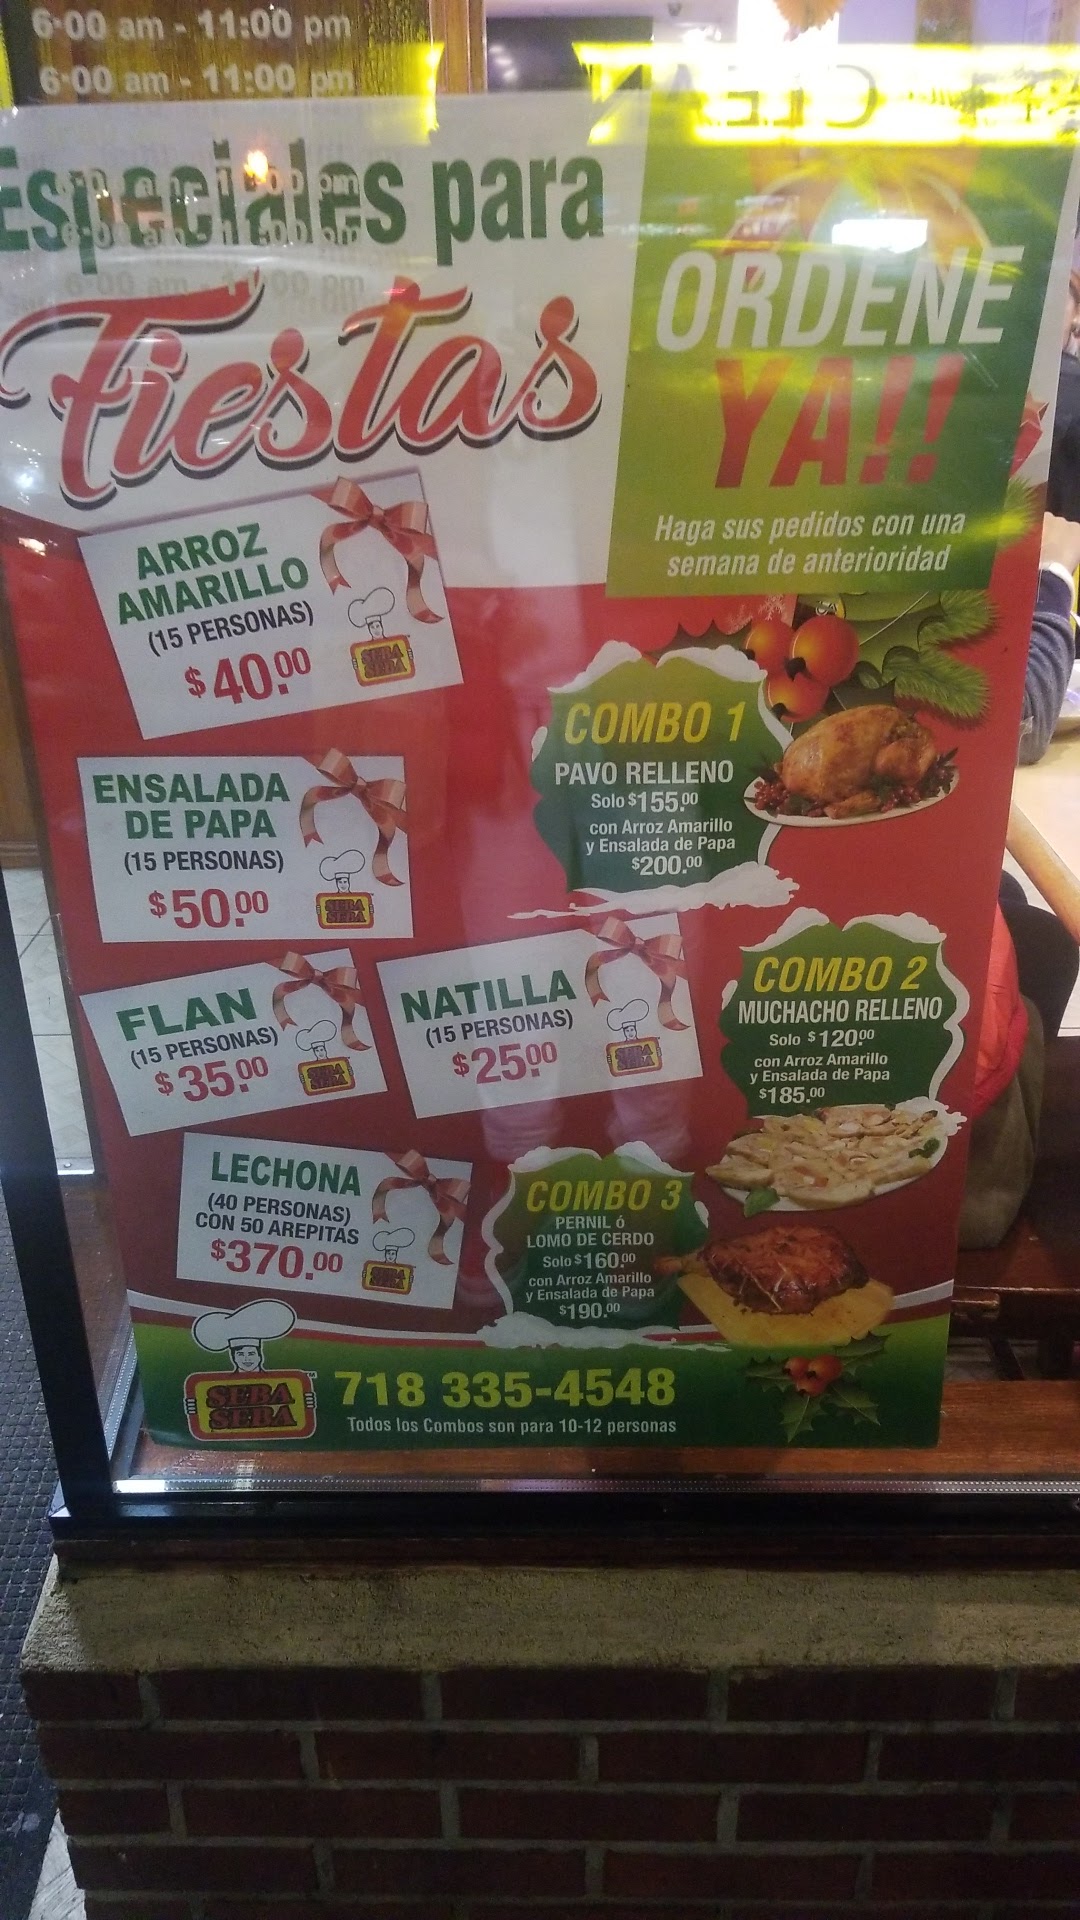 6:00 am - 11:00 pm
6:00 am - 11:00 pm
Especiales para
Fiestas
ORDENE
YA!!
Haga sus pedidos con una
semana de anterioridad
ARROZ
AMARILLO
(15 PERSONAS)
$40.00
SEBA
SEBA
ENSALADA
DE PAPA
(15 PERSONAS)
$50.00
SEBA
SEBA
COMBO 1
PAVO RELLENO
Solo $155.00
con Arroz Amarillo
y Ensalada de Papa
$200.00
FLAN
(15 PERSONAS)
$35.00
SEBA
SEBA
NATILLA
(15 PERSONAS)
$25.00
SEBA
SEBA
COMBO 2
MUCHACHO RELLENO
Solo $120.00
con Arroz Amarillo
y Ensalada de Papa
$185.00
LECHONA
(40 PERSONAS)
CON 50 AREPITAS
$370.00
SEBA
SEBA
COMBO 3
PERNIL ó
LOMO DE CERDO
Solo $160.00
con Arroz Amarillo
y Ensalada de Papa
$190.00
SEBA
SEBA
718 335-4548
Todos los Combos son para 10-12 personas